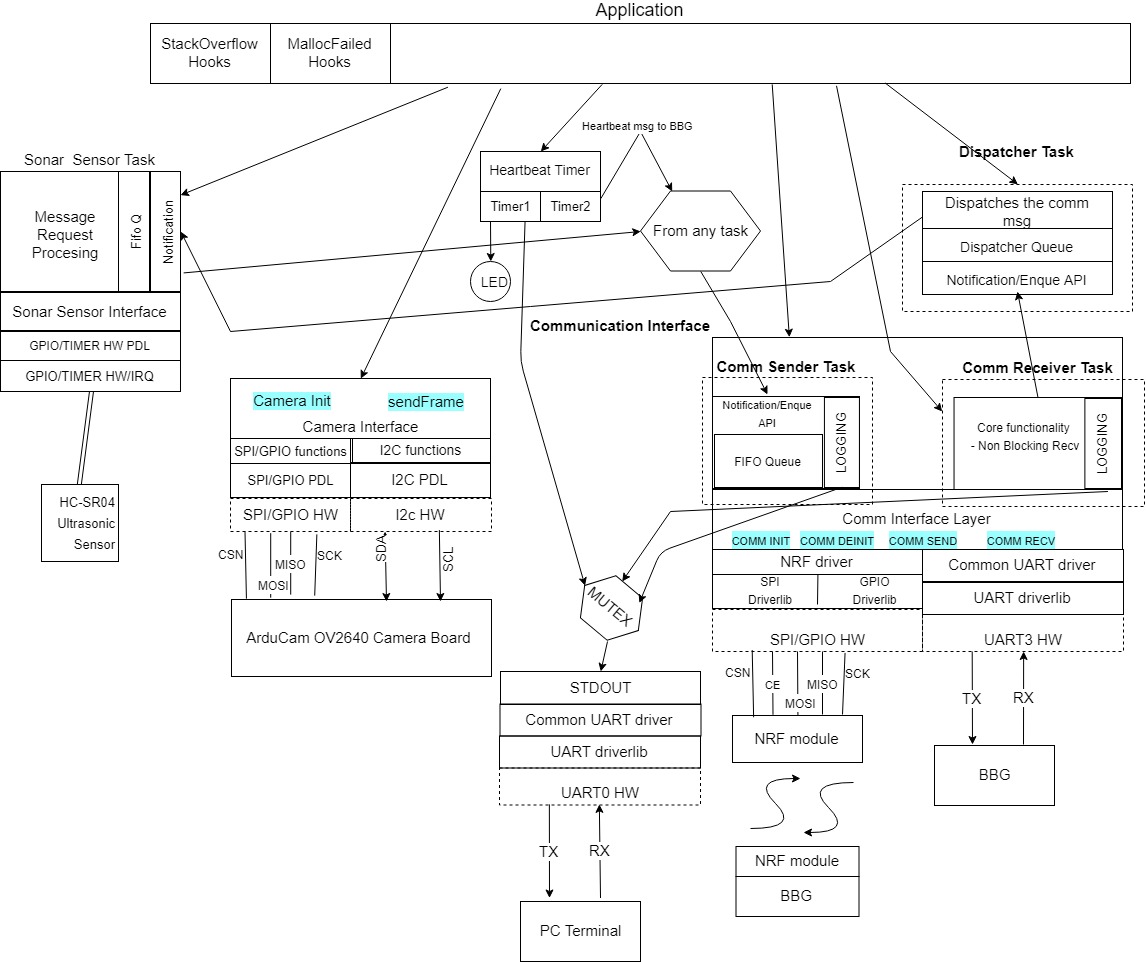 Application
StackOverflow
Hooks
MallocFailed
Hooks
Heartbeat msg to BBG
Sonar  Sensor Task
Message
Request
Procesing
Fifo Q
Notification
Sonar Sensor Interface
GPIO/TIMER HW PDL
GPIO/TIMER HW/IRQ
HC-SR04
Ultrasonic
Sensor
Heartbeat Timer
Timer1
Timer2
LED
From any task
Dispatcher Task
Dispatches the comm
msg
Dispatcher Queue
Notification/Enque API
Communication Interface
Camera Init
sendFrame
Camera Interface
SPI/GPIO functions
I2C functions
SPI/GPIO PDL
I2C PDL
SPI/GPIO HW
I2c HW
CSN
MOSI
MISO
SCK
SDA
SCL
ArduCam OV2640 Camera Board
Comm Sender Task
Notification/Enque
API
FIFO Queue
LOGGING
Comm Receiver Task
Core functionality
- Non Blocking Recv
LOGGING
Comm Interface Layer
COMM INIT
COMM DEINIT
COMM SEND
COMM RECV
NRF driver
SPI
Driverlib
GPIO
Driverlib
Common UART driver
UART driverlib
SPI/GPIO HW
UART3 HW
CSN
CE
MOSI
MISO
SCK
NRF module
NRF module
BBG
TX
RX
BBG
MUTEX
STDOUT
Common UART driver
UART driverlib
UART0 HW
TX
RX
PC Terminal